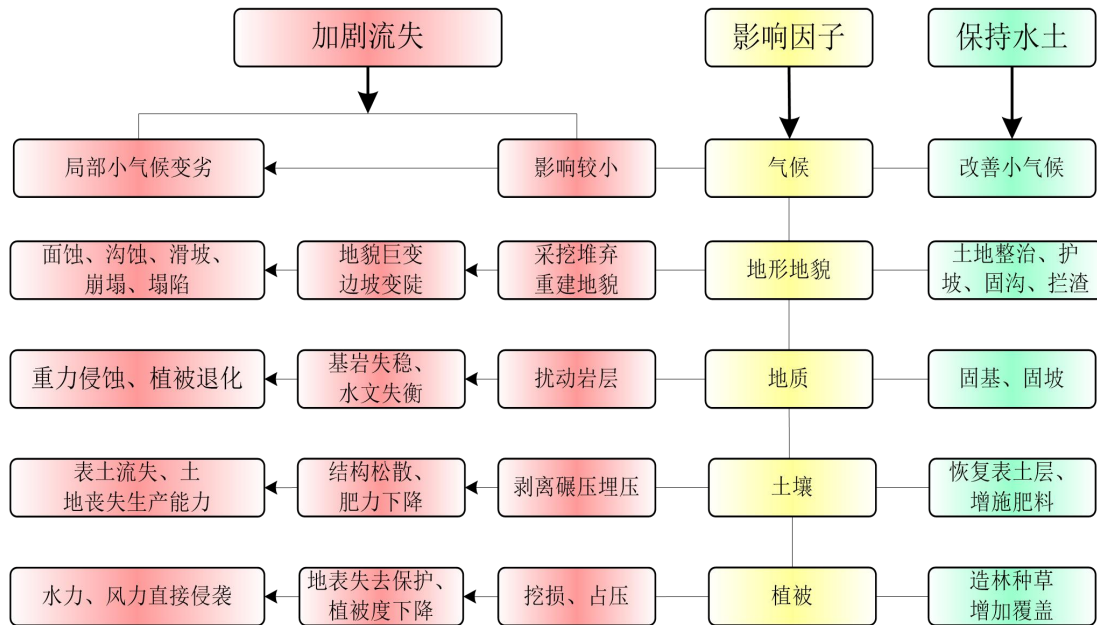 加剧流失
影响因子
保持水土
局部小气候变劣
影响较小
气候
改善小气候
面蚀、沟蚀、滑坡、
崩塌、塌陷
地貌巨变
边坡变陡
采挖堆弃
重建地貌
地形地貌
土地整治、护
坡、固沟、拦渣
重力侵蚀、植被退化
基岩失稳、
水文失衡
扰动岩层
地质
固基、固坡
表土流失、土
地丧失生产能力
结构松散、
肥力下降
剥离碾压埋压
土壤
恢复表土层、
增施肥料
水力、风力直接侵袭
地表失去保护、
植被度下降
挖损、占压
植被
造林种草
增加覆盖